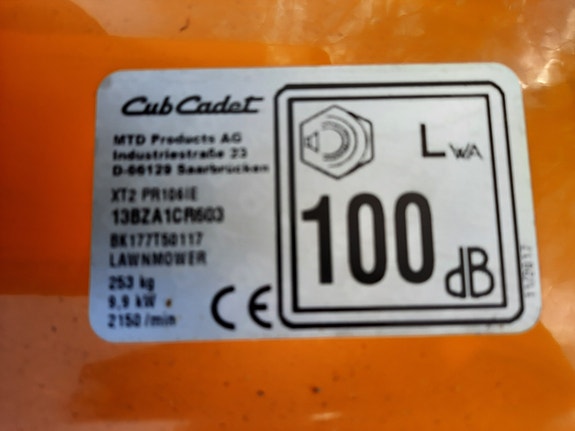 Cub Cadet
MTD Products AG
Industriestraße 23
D-66129 Saarbrücken
XT2 PR106IE
13BZA1CR603
BK177T50117
LAWNMOWER
253 kg
9,9 kW
2150 /min
CE
LWA
100
dB